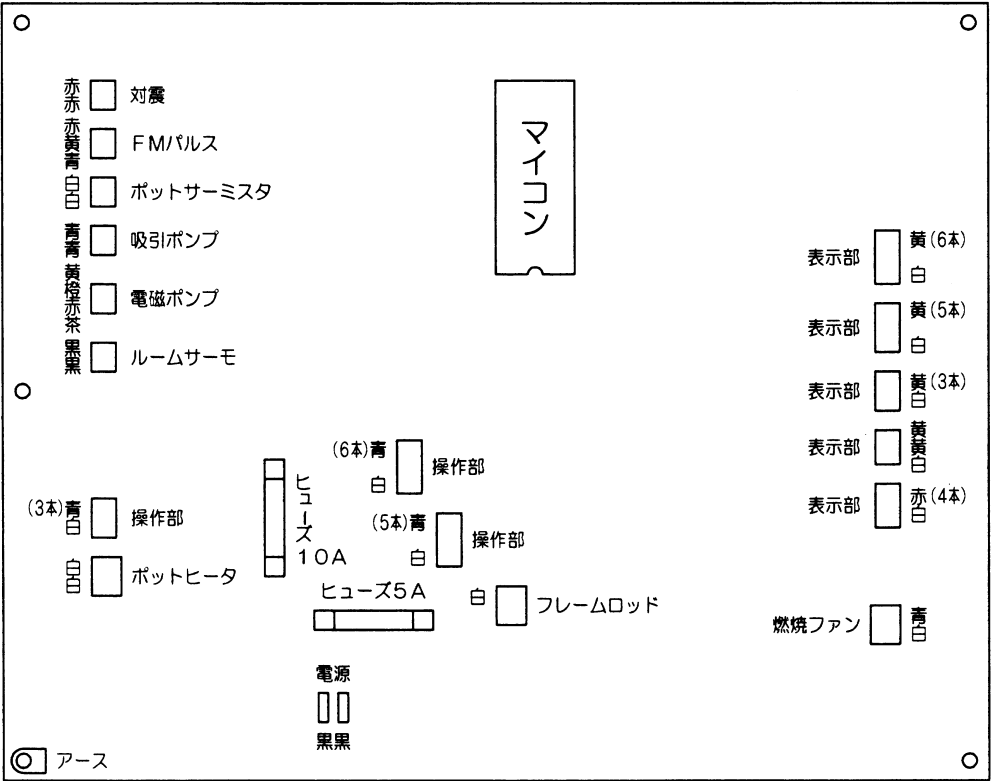 赤赤 対震
赤黄青 FMパルス
白白 ポットサーミスタ
青青 吸引ポンプ
黄橙赤茶 電磁ポンプ
黒黒 ルームサーモ
マイコン
表示部 黄(6本)白
表示部 黄(5本)白
表示部 黄(3本)白
表示部 黄黄白
表示部 赤(4本)白
(6本)青白 操作部
ヒューズ10A
(3本)青白 操作部
(5本)青白 操作部
白白 ポットヒータ
ヒューズ5A
白 フレームロッド
燃焼ファン 青白
電源
黒黒
アース